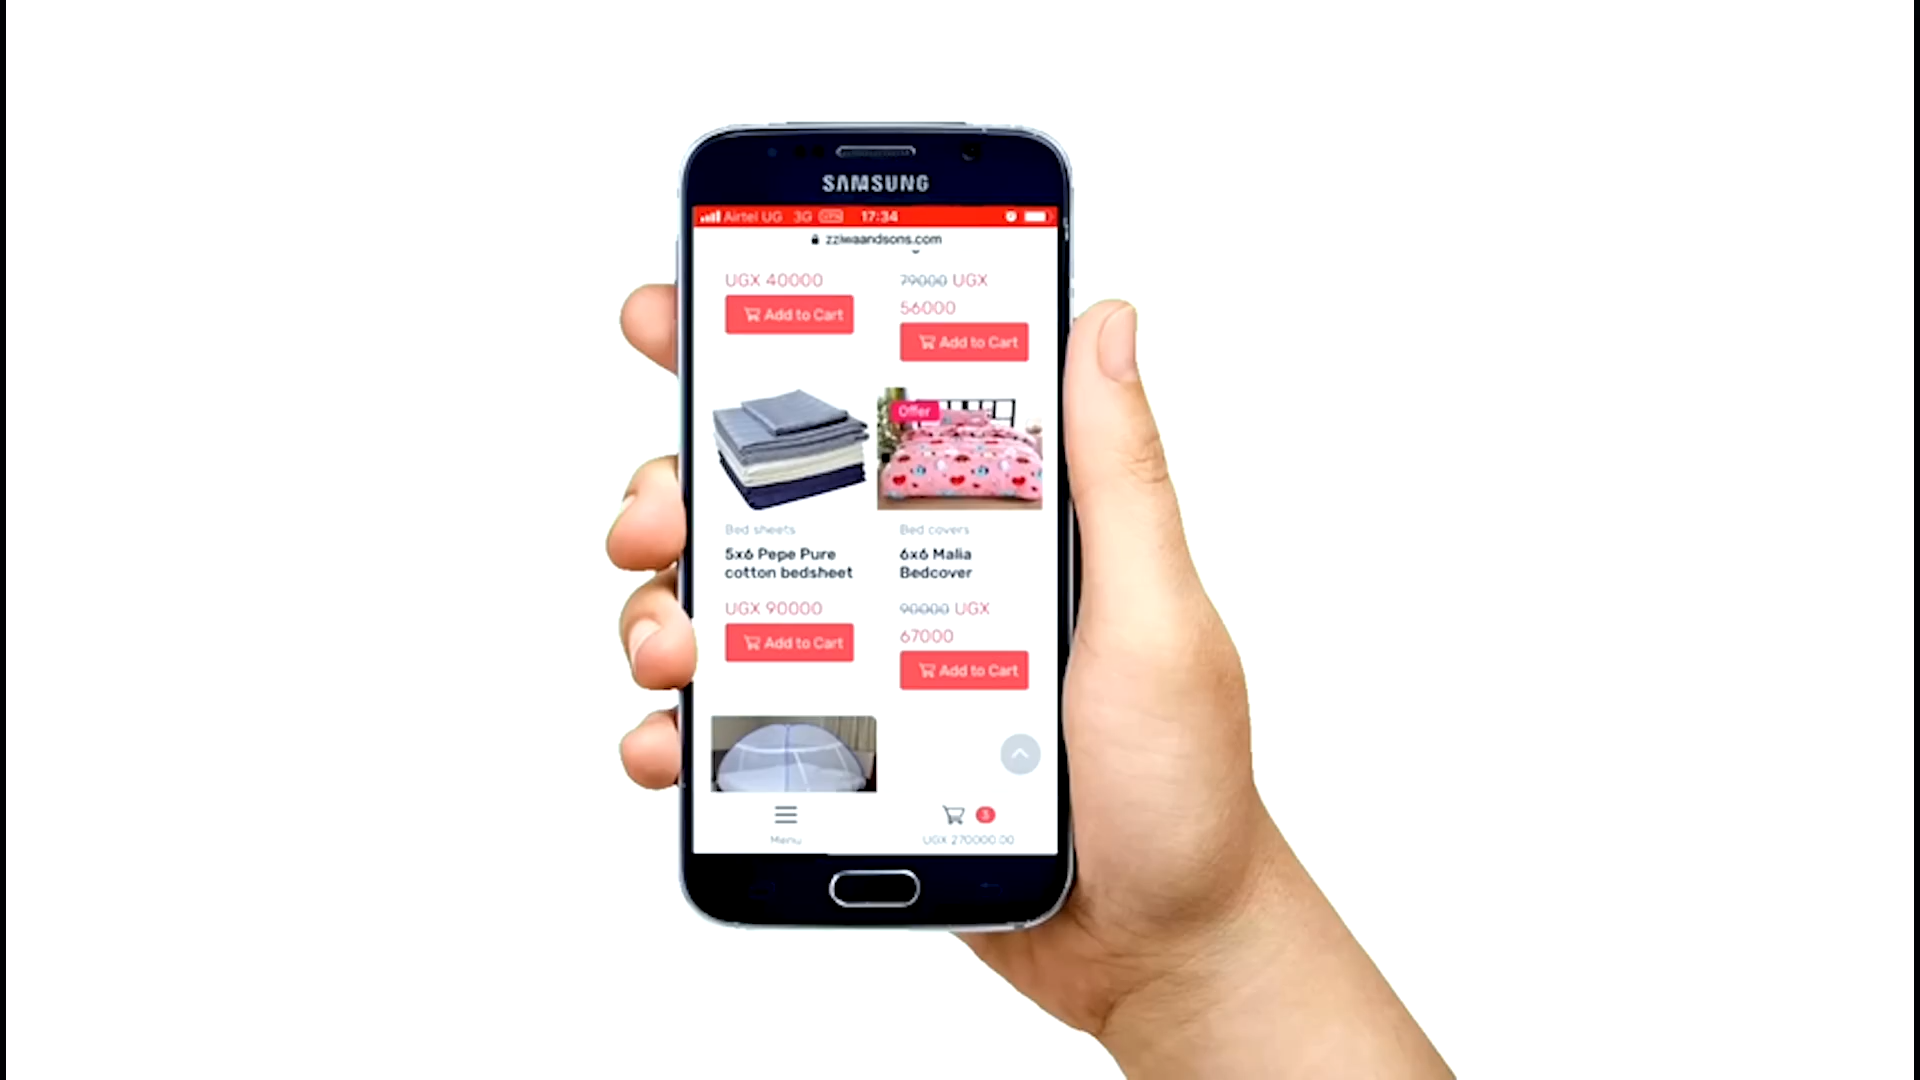 SAMSUNG
Airtel UG 3G VPN 17:34
zziwaandsons.com
UGX 40000
79000 UGX
56000
Add to Cart
Add to Cart
Offer
Bed sheets
Bed covers
5x6 Pepe Pure
cotton bedsheet
6x6 Malia
Bedcover
UGX 90000
90000 UGX
67000
Add to Cart
Add to Cart
3
Menu
UGX 270000.00